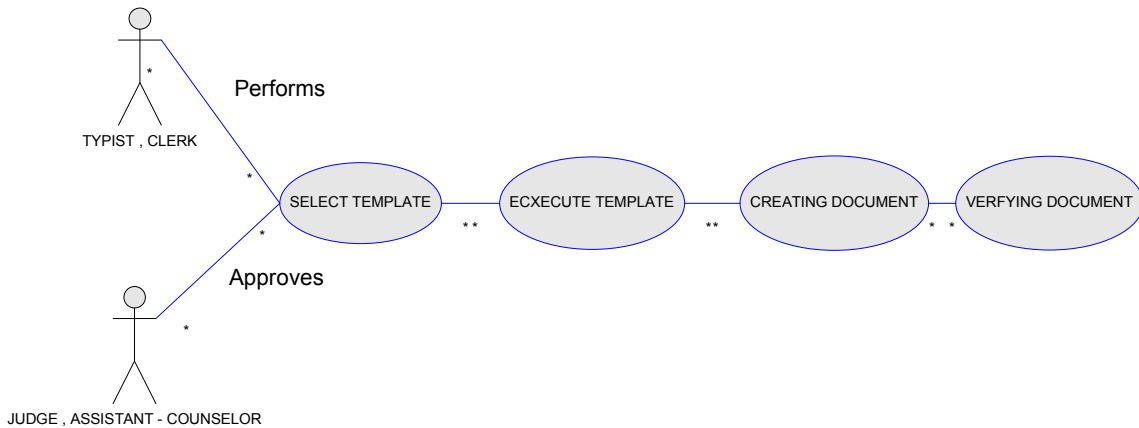 *
Performs
TYPIST , CLERK
*
SELECT TEMPLATE
ECXECUTE TEMPLATE
CREATING DOCUMENT
VERFYING DOCUMENT
*
* *
**
* *
Approves
*
JUDGE , ASSISTANT - COUNSELOR